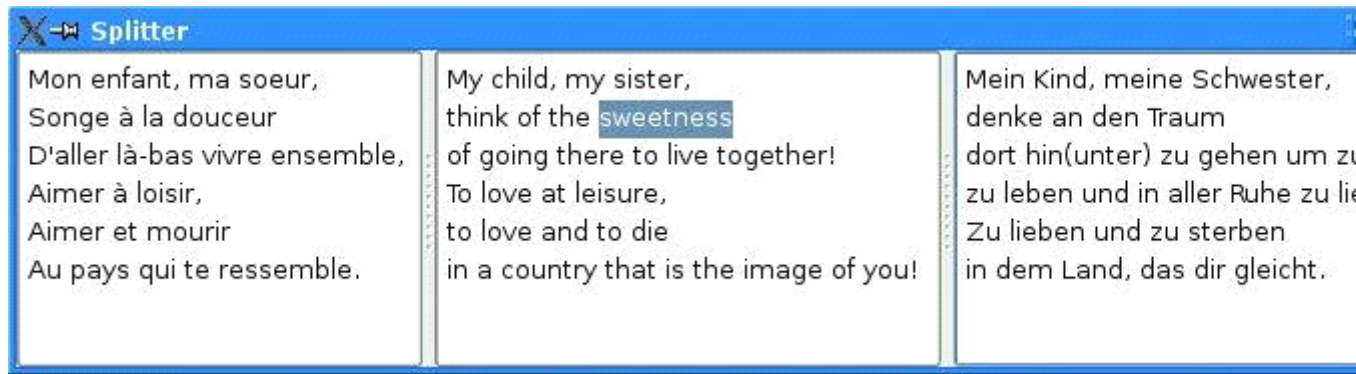 Splitter
Mon enfant, ma soeur,
Songe à la douceur
D'aller là-bas vivre ensemble,
Aimer à loisir,
Aimer et mourir
Au pays qui te ressemble.
My child, my sister,
think of the sweetness
of going there to live together!
To love at leisure,
to love and to die
in a country that is the image of you!
Mein Kind, meine Schwester,
denke an den Traum
dort hin(unter) zu gehen um
zu leben und in aller Ruhe zu
Zu lieben und zu sterben
in dem Land, das dir gleicht.